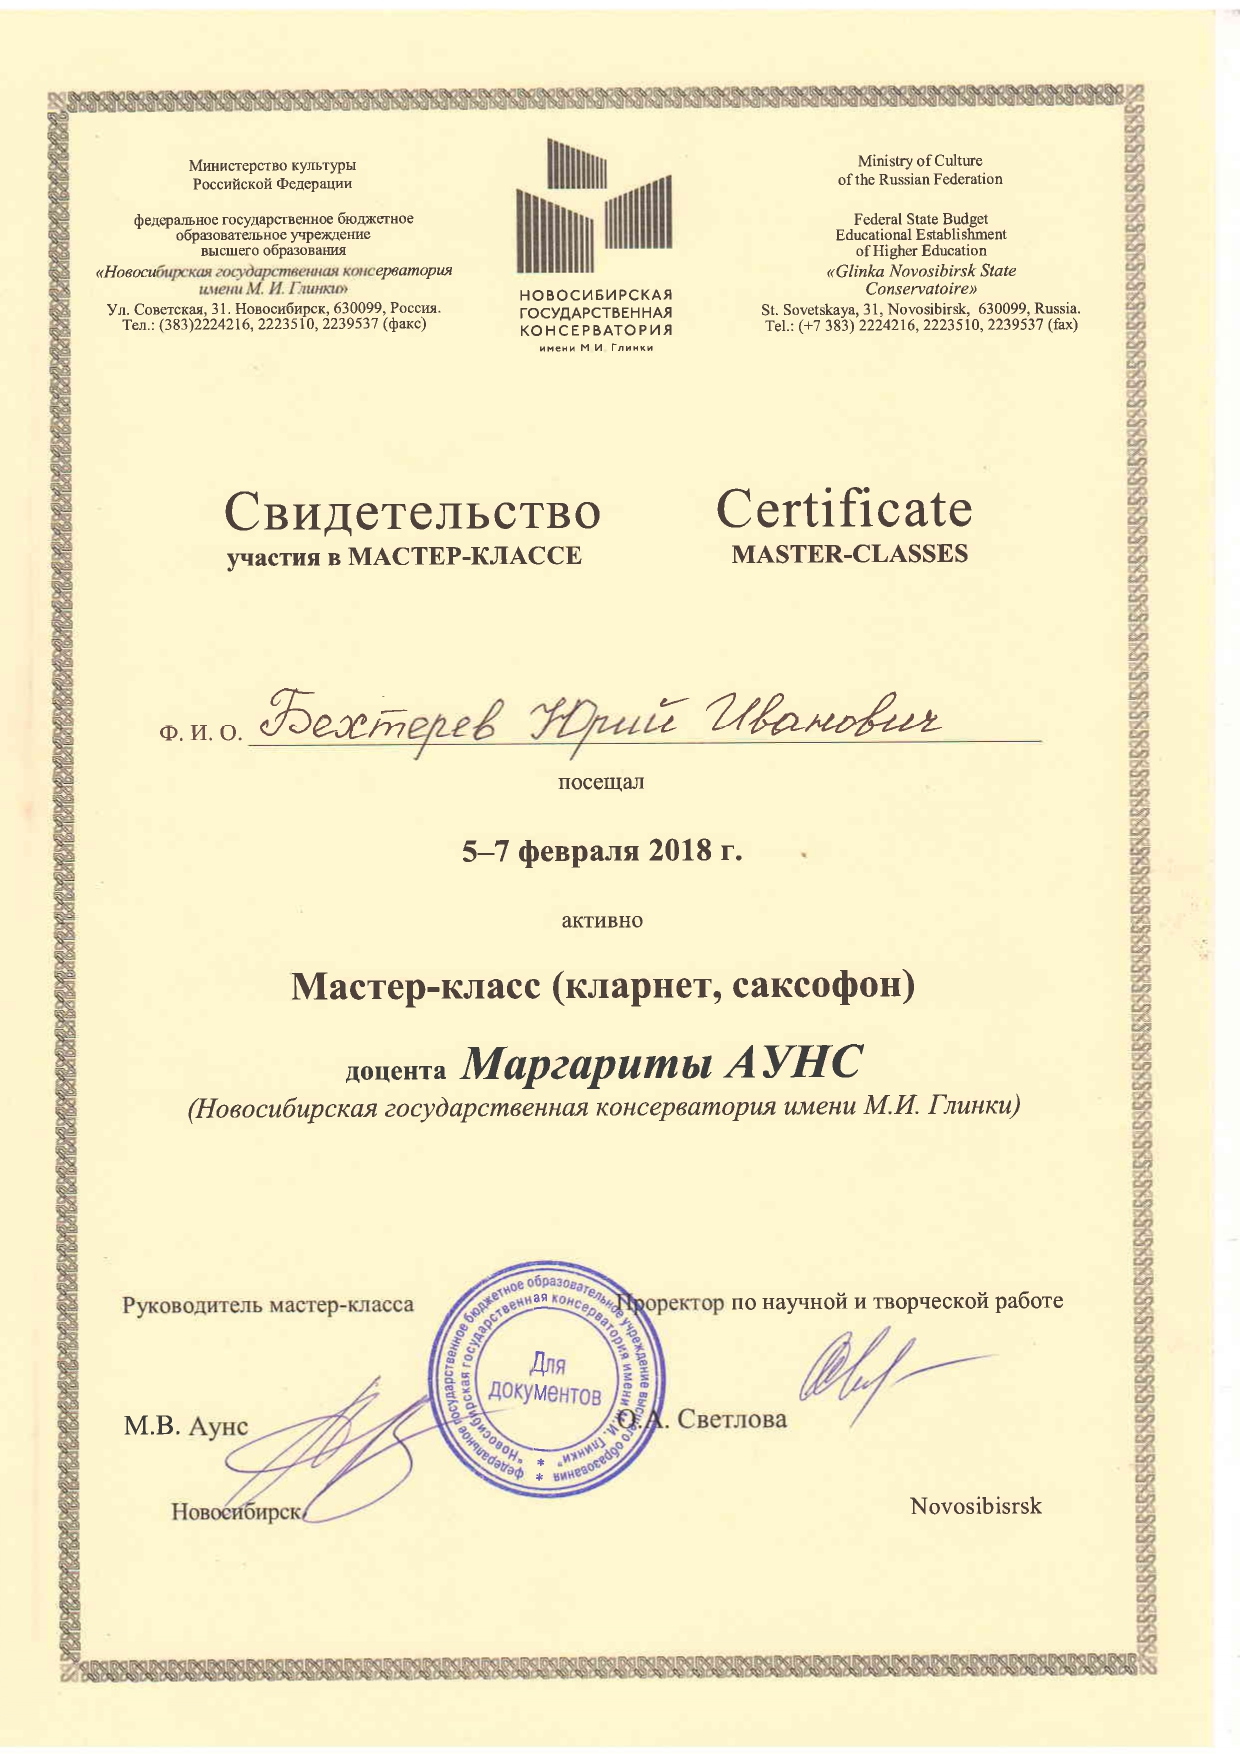 Министерство культуры
Российской Федерации
федеральное государственное бюджетное
образовательное учреждение
высшего образования
«Новосибирская государственная консерватория
имени М. И. Глинки»
Ул. Советская, 31. Новосибирск, 630099, Россия.
Тел.: (383)2224216, 2223510, 2239537 (факс)
НОВОСИБИРСКАЯ
ГОСУДАРСТВЕННАЯ
КОНСЕРВАТОРИЯ
имени М.И. Глинки
Ministry of Culture
of the Russian Federation
Federal State Budget
Educational Establishment
of Higher Education
«Glinka Novosibirsk State
Conservatoire»
St. Sovetskaya, 31, Novosibirsk, 630099, Russia.
Tel.: (+7 383) 2224216, 2223510, 2239537 (fax)
Свидетельство
участия в МАСТЕР-КЛАССЕ
Certificate
MASTER-CLASSES
Ф. И. О. Бехтерев Юрий Иванович
посещал
5–7 февраля 2018 г.
активно
Мастер-класс (кларнет, саксофон)
доцента Маргариты АУНС
(Новосибирская государственная консерватория имени М.И. Глинки)
Руководитель мастер-класса
Проректор по научной и творческой работе
федеральное государственное бюджетное образовательное учреждение высшего образования
"Новосибирская государственная консерватория имени М.И. Глинки"
Для
документов
М.В. Аунс
О.А. Светлова
Новосибирск
Novosibisrsk